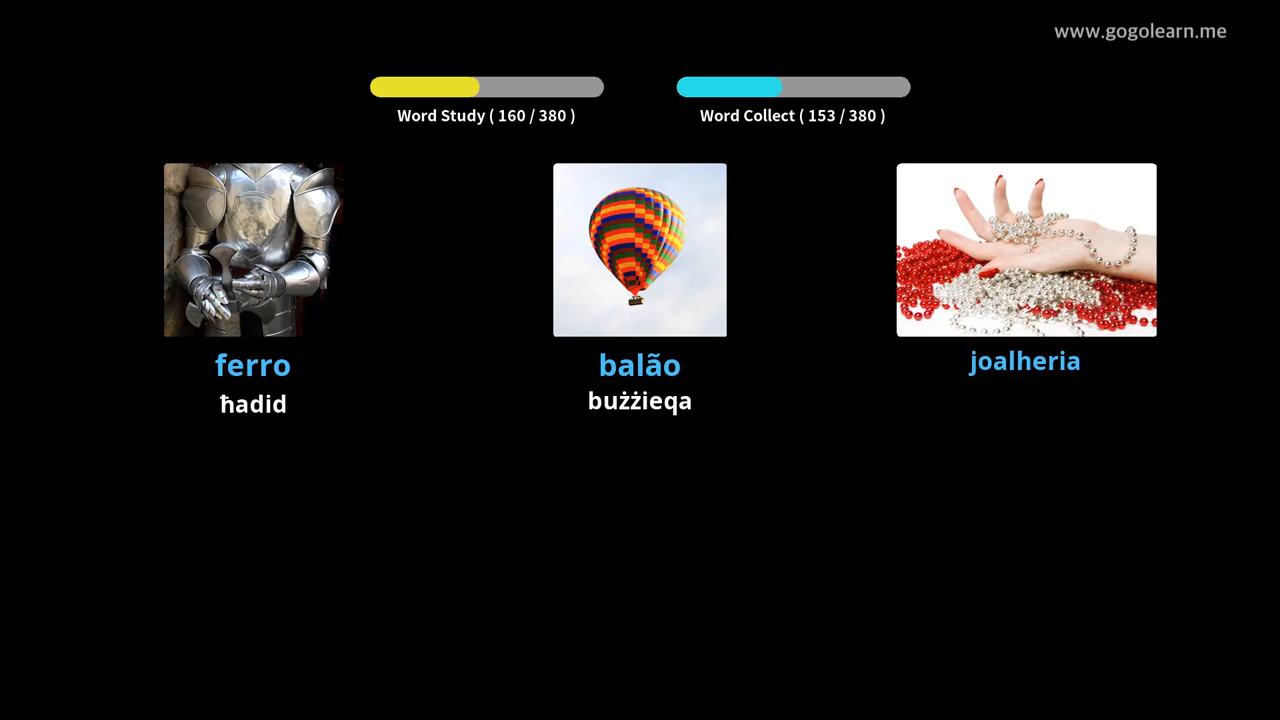 www.gogolearn.me
Word Study ( 160 / 380 )
Word Collect ( 153 / 380 )
ferro
balão
joalheria
ħadid
bużżieqa